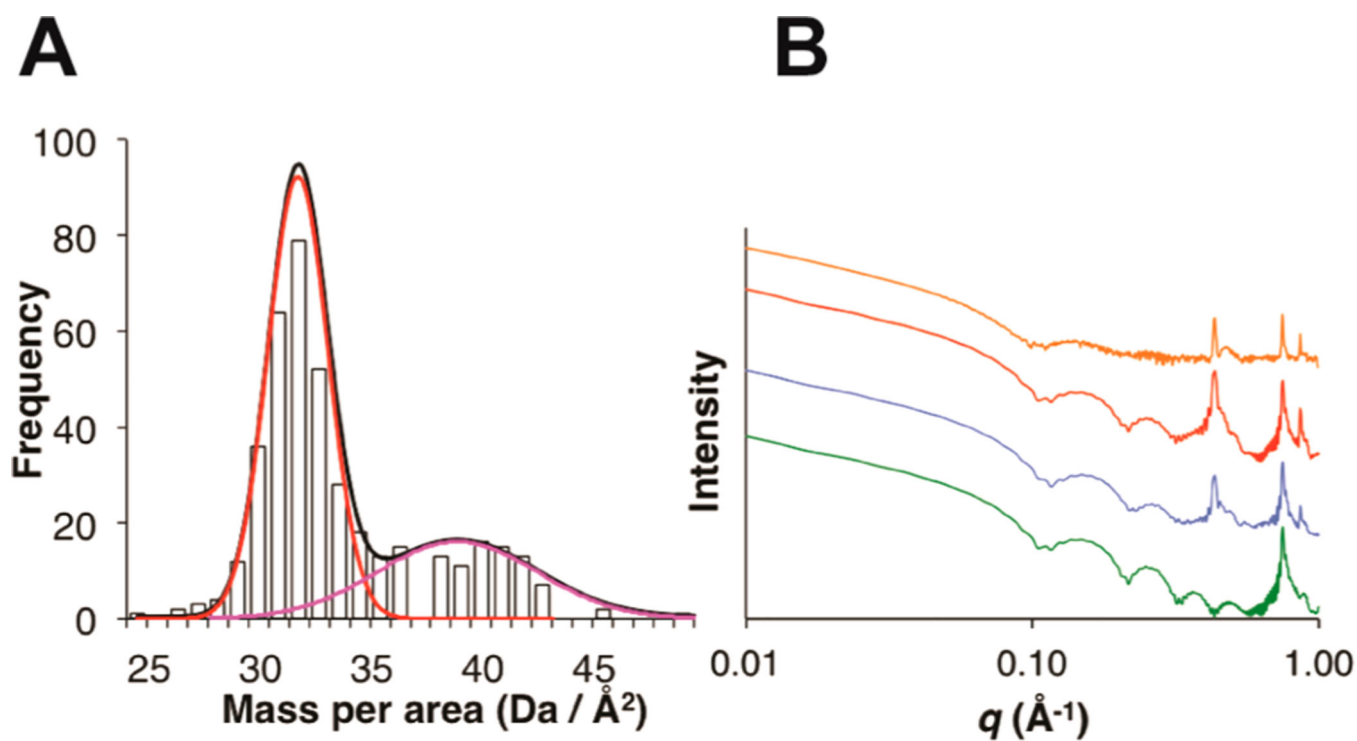 A
B
100
80
60
40
20
0
Frequency
25 30 35 40 45
Mass per area (Da / Å²)
Intensity
0.01 0.10 1.00
q (Å⁻¹)